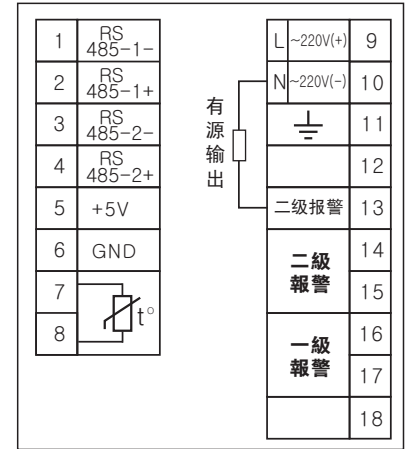 1 RS 485-1-
2 RS 485-1+
3 RS 485-2-
4 RS 485-2+
5 +5V
6 GND
7
8
t°
有源输出
L ~220V(+) 9
N ~220V(-) 10
11
12
二级报警 13
二級報警
14
15
一級報警
16
17
18